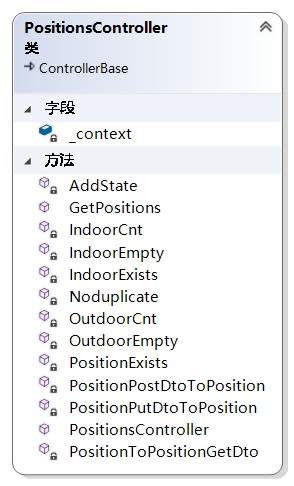 PositionsController
类
ControllerBase
字段
_context
方法
AddState
GetPositions
IndoorCnt
IndoorEmpty
IndoorExists
Noduplicate
OutdoorCnt
OutdoorEmpty
PositionExists
PositionPostDtoToPosition
PositionPutDtoToPosition
PositionsController
PositionToPositionGetDto